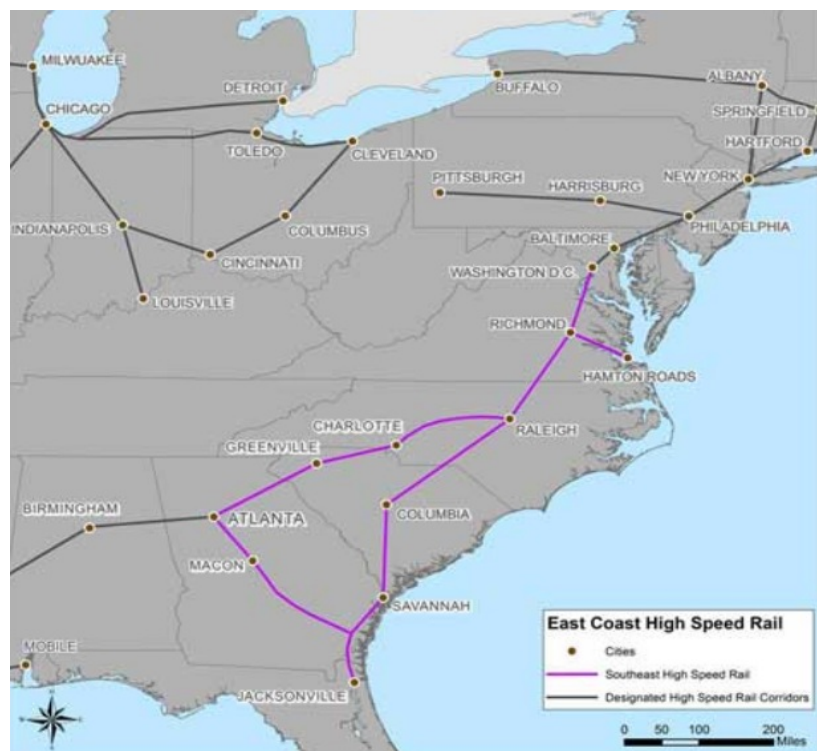 MILWUAKEE
DETROIT
CHICAGO
BUFFALO
ALBANY
SPRINGFIELD
HARTFORD
TOLEDO
CLEVELAND
NEW YORK
PITTSBURGH
HARRISBURG
INDIANAPOLIS
COLUMBUS
PHILADELPHIA
BALTIMORE
CINCINNATI
WASHINGTON D.C.
LOUISVILLE
RICHMOND
HAMTON ROADS
CHARLOTTE
RALEIGH
GREENVILLE
BIRMINGHAM
ATLANTA
COLUMBIA
MACON
SAVANNAH
MOBILE
JACKSONVILLE
East Coast High Speed Rail
Cities
Southeast High Speed Rail
Designated High Speed Rail Corridors
0 50 100 200
Miles